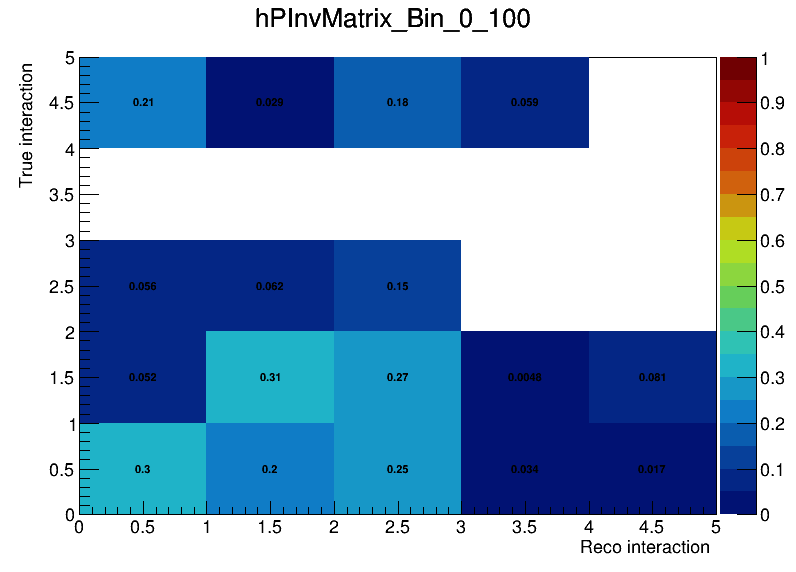 hPInvMatrix_Bin_0_100
True interaction
5
4.5
4
3.5
3
2.5
2
1.5
1
0.5
0
0.21 0.029 0.18 0.059
0.056 0.062 0.15
0.052 0.31 0.27 0.0048 0.081
0.3 0.2 0.25 0.034 0.017
0 0.5 1 1.5 2 2.5 3 3.5 4 4.5 5
Reco interaction
1
0.9
0.8
0.7
0.6
0.5
0.4
0.3
0.2
0.1
0